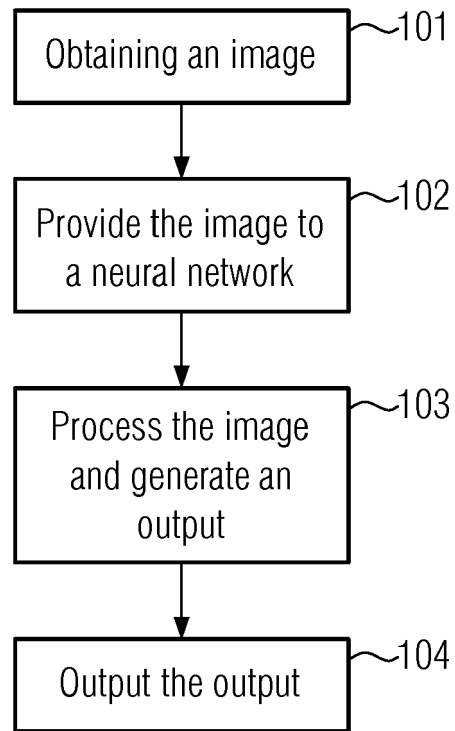 101
Obtaining an image
102
Provide the image to
a neural network
103
Process the image
and generate an
output
104
Output the output